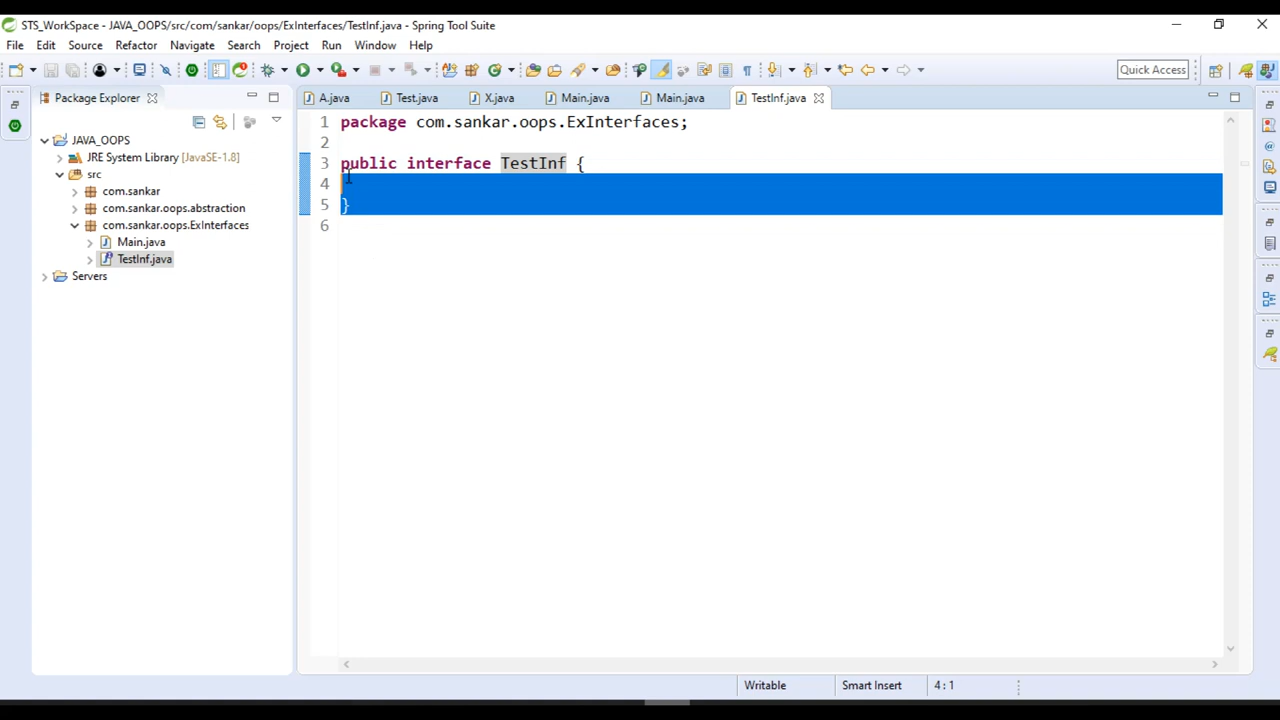 STS_WorkSpace - JAVA_OOPS/src/com/sankar/oops/ExInterfaces/TestInf.java - Spring Tool Suite
File Edit Source Refactor Navigate Search Project Run Window Help
Quick Access
Package Explorer
A.java Test.java X.java Main.java Main.java TestInf.java
JAVA_OOPS
JRE System Library [JavaSE-1.8]
src
com.sankar
com.sankar.oops.abstraction
com.sankar.oops.ExInterfaces
Main.java
TestInf.java
Servers
1 package com.sankar.oops.ExInterfaces;
2
3 public interface TestInf {
4
5 }
6
Writable Smart Insert 4 : 1